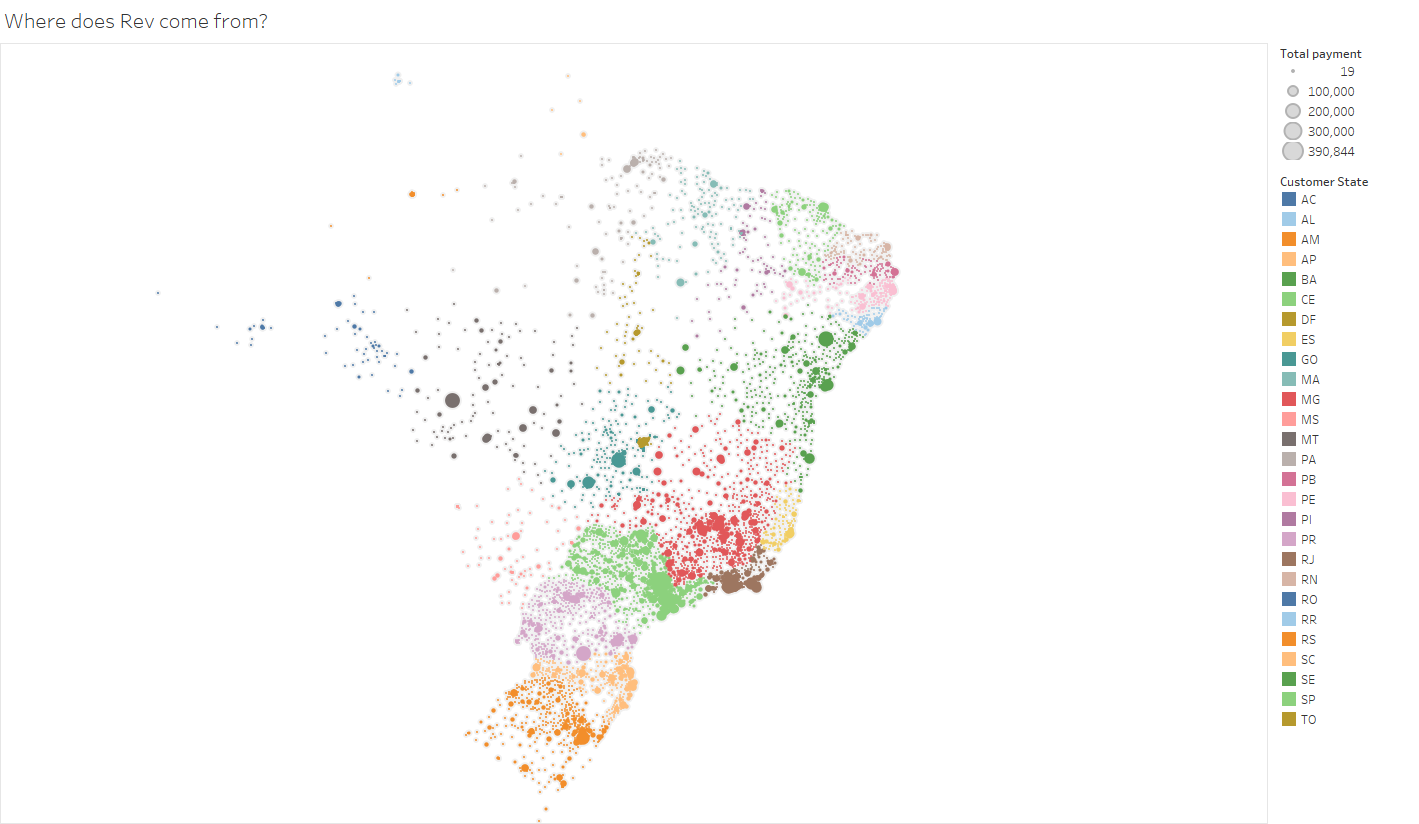 Where does Rev come from?
Total payment
19
100,000
200,000
300,000
390,844
Customer State
AC
AL
AM
AP
BA
CE
DF
ES
GO
MA
MG
MS
MT
PA
PB
PE
PI
PR
RJ
RN
RO
RR
RS
SC
SE
SP
TO